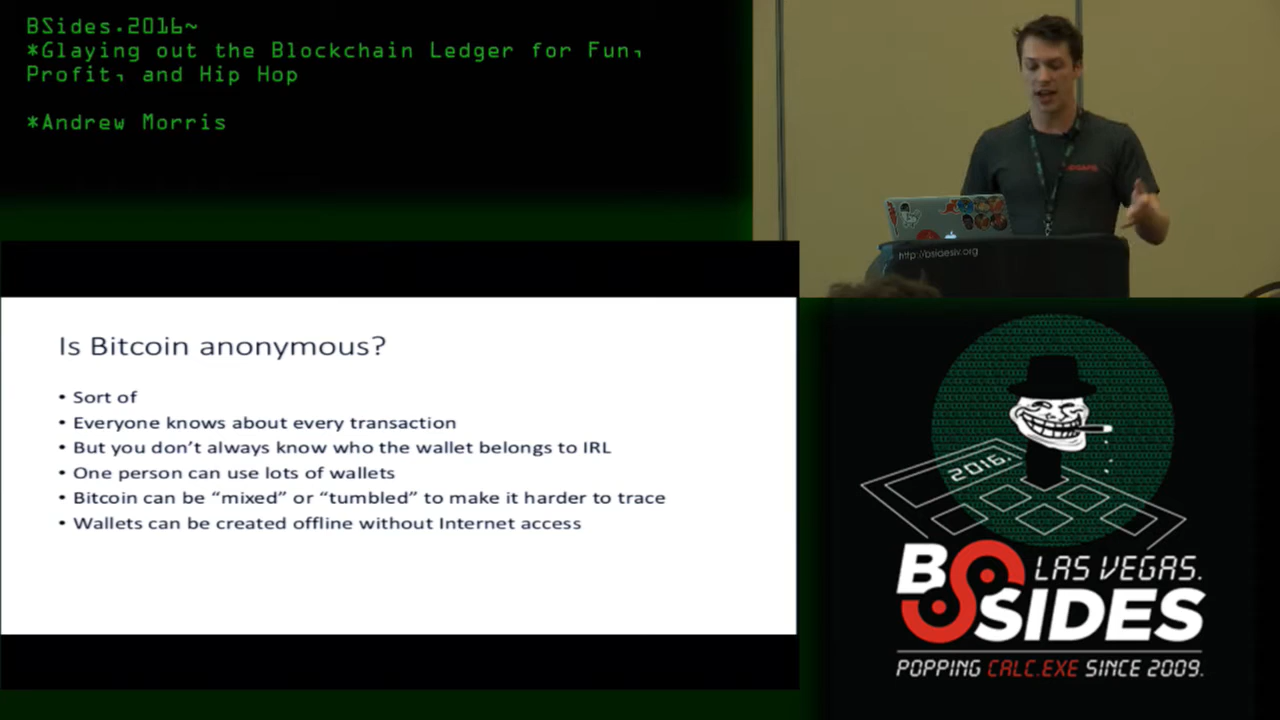 BSides.2016~
*Glaying out the Blockchain Ledger for Fun,
Profit, and Hip Hop
*Andrew Morris
http://bsideslv.org
Is Bitcoin anonymous?
• Sort of
• Everyone knows about every transaction
• But you don’t always know who the wallet belongs to IRL
• One person can use lots of wallets
• Bitcoin can be “mixed” or “tumbled” to make it harder to trace
• Wallets can be created offline without Internet access
2016.
BSIDES
LAS VEGAS.
POPPING CALC.EXE SINCE 2009.